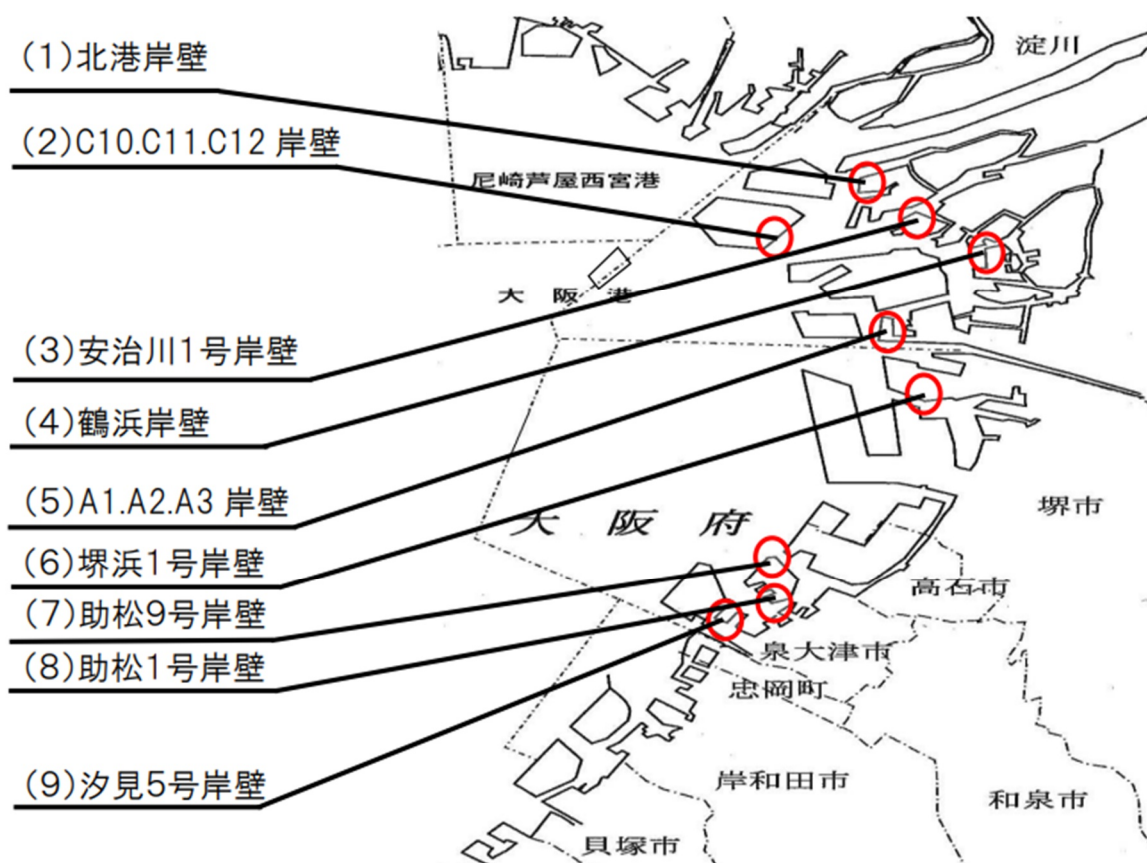 (1)北港岸壁
(2)C10.C11.C12 岸壁
(3)安治川1号岸壁
(4)鶴浜岸壁
(5)A1.A2.A3 岸壁
(6)堺浜1号岸壁
(7)助松9号岸壁
(8)助松1号岸壁
(9)汐見5号岸壁
淀川
尼崎芦屋西宮港
大阪港
大阪府
堺市
高石市
泉大津市
忠岡町
岸和田市
和泉市
貝塚市